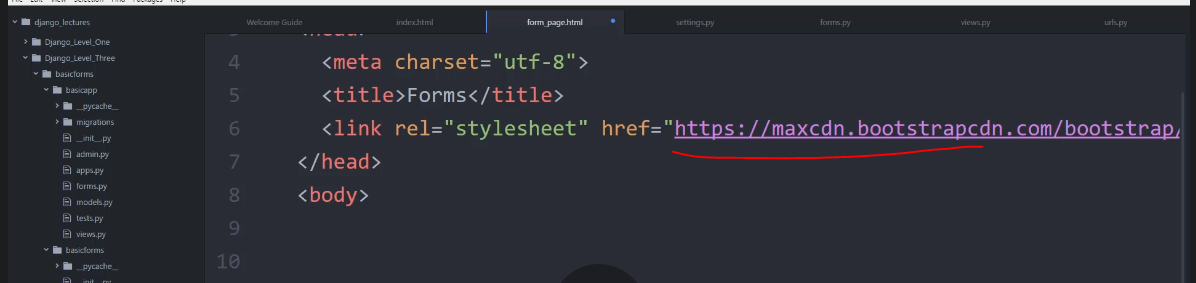 File Edit View Selection Find Packages Help
django_lectures
Django_Level_One
Django_Level_Three
basicforms
basicapp
__pycache__
migrations
__init__.py
admin.py
apps.py
forms.py
models.py
tests.py
views.py
basicforms
__pycache__
__init__.py
Welcome Guide index.html form_page.html settings.py forms.py views.py urls.py
3 <head>
4 <meta charset="utf-8">
5 <title>Forms</title>
6 <link rel="stylesheet" href="https://maxcdn.bootstrapcdn.com/bootstrap/
7 </head>
8 <body>
9
10